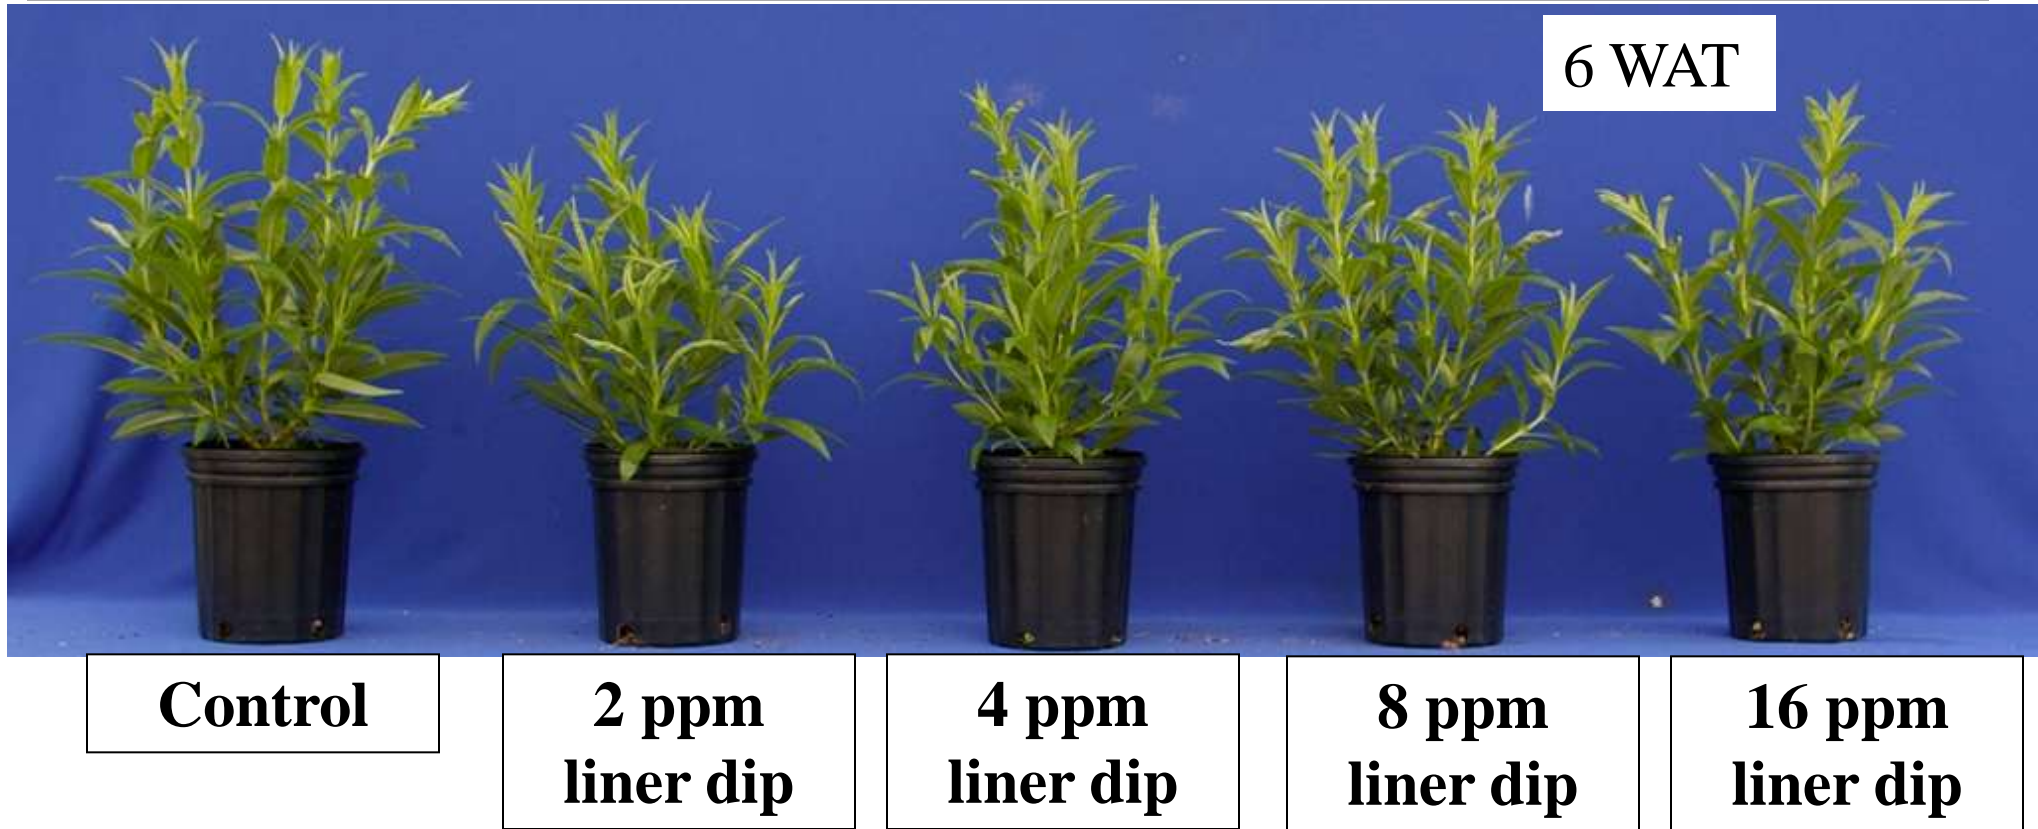 6 WAT
Control
2 ppm
liner dip
4 ppm
liner dip
8 ppm
liner dip
16 ppm
liner dip